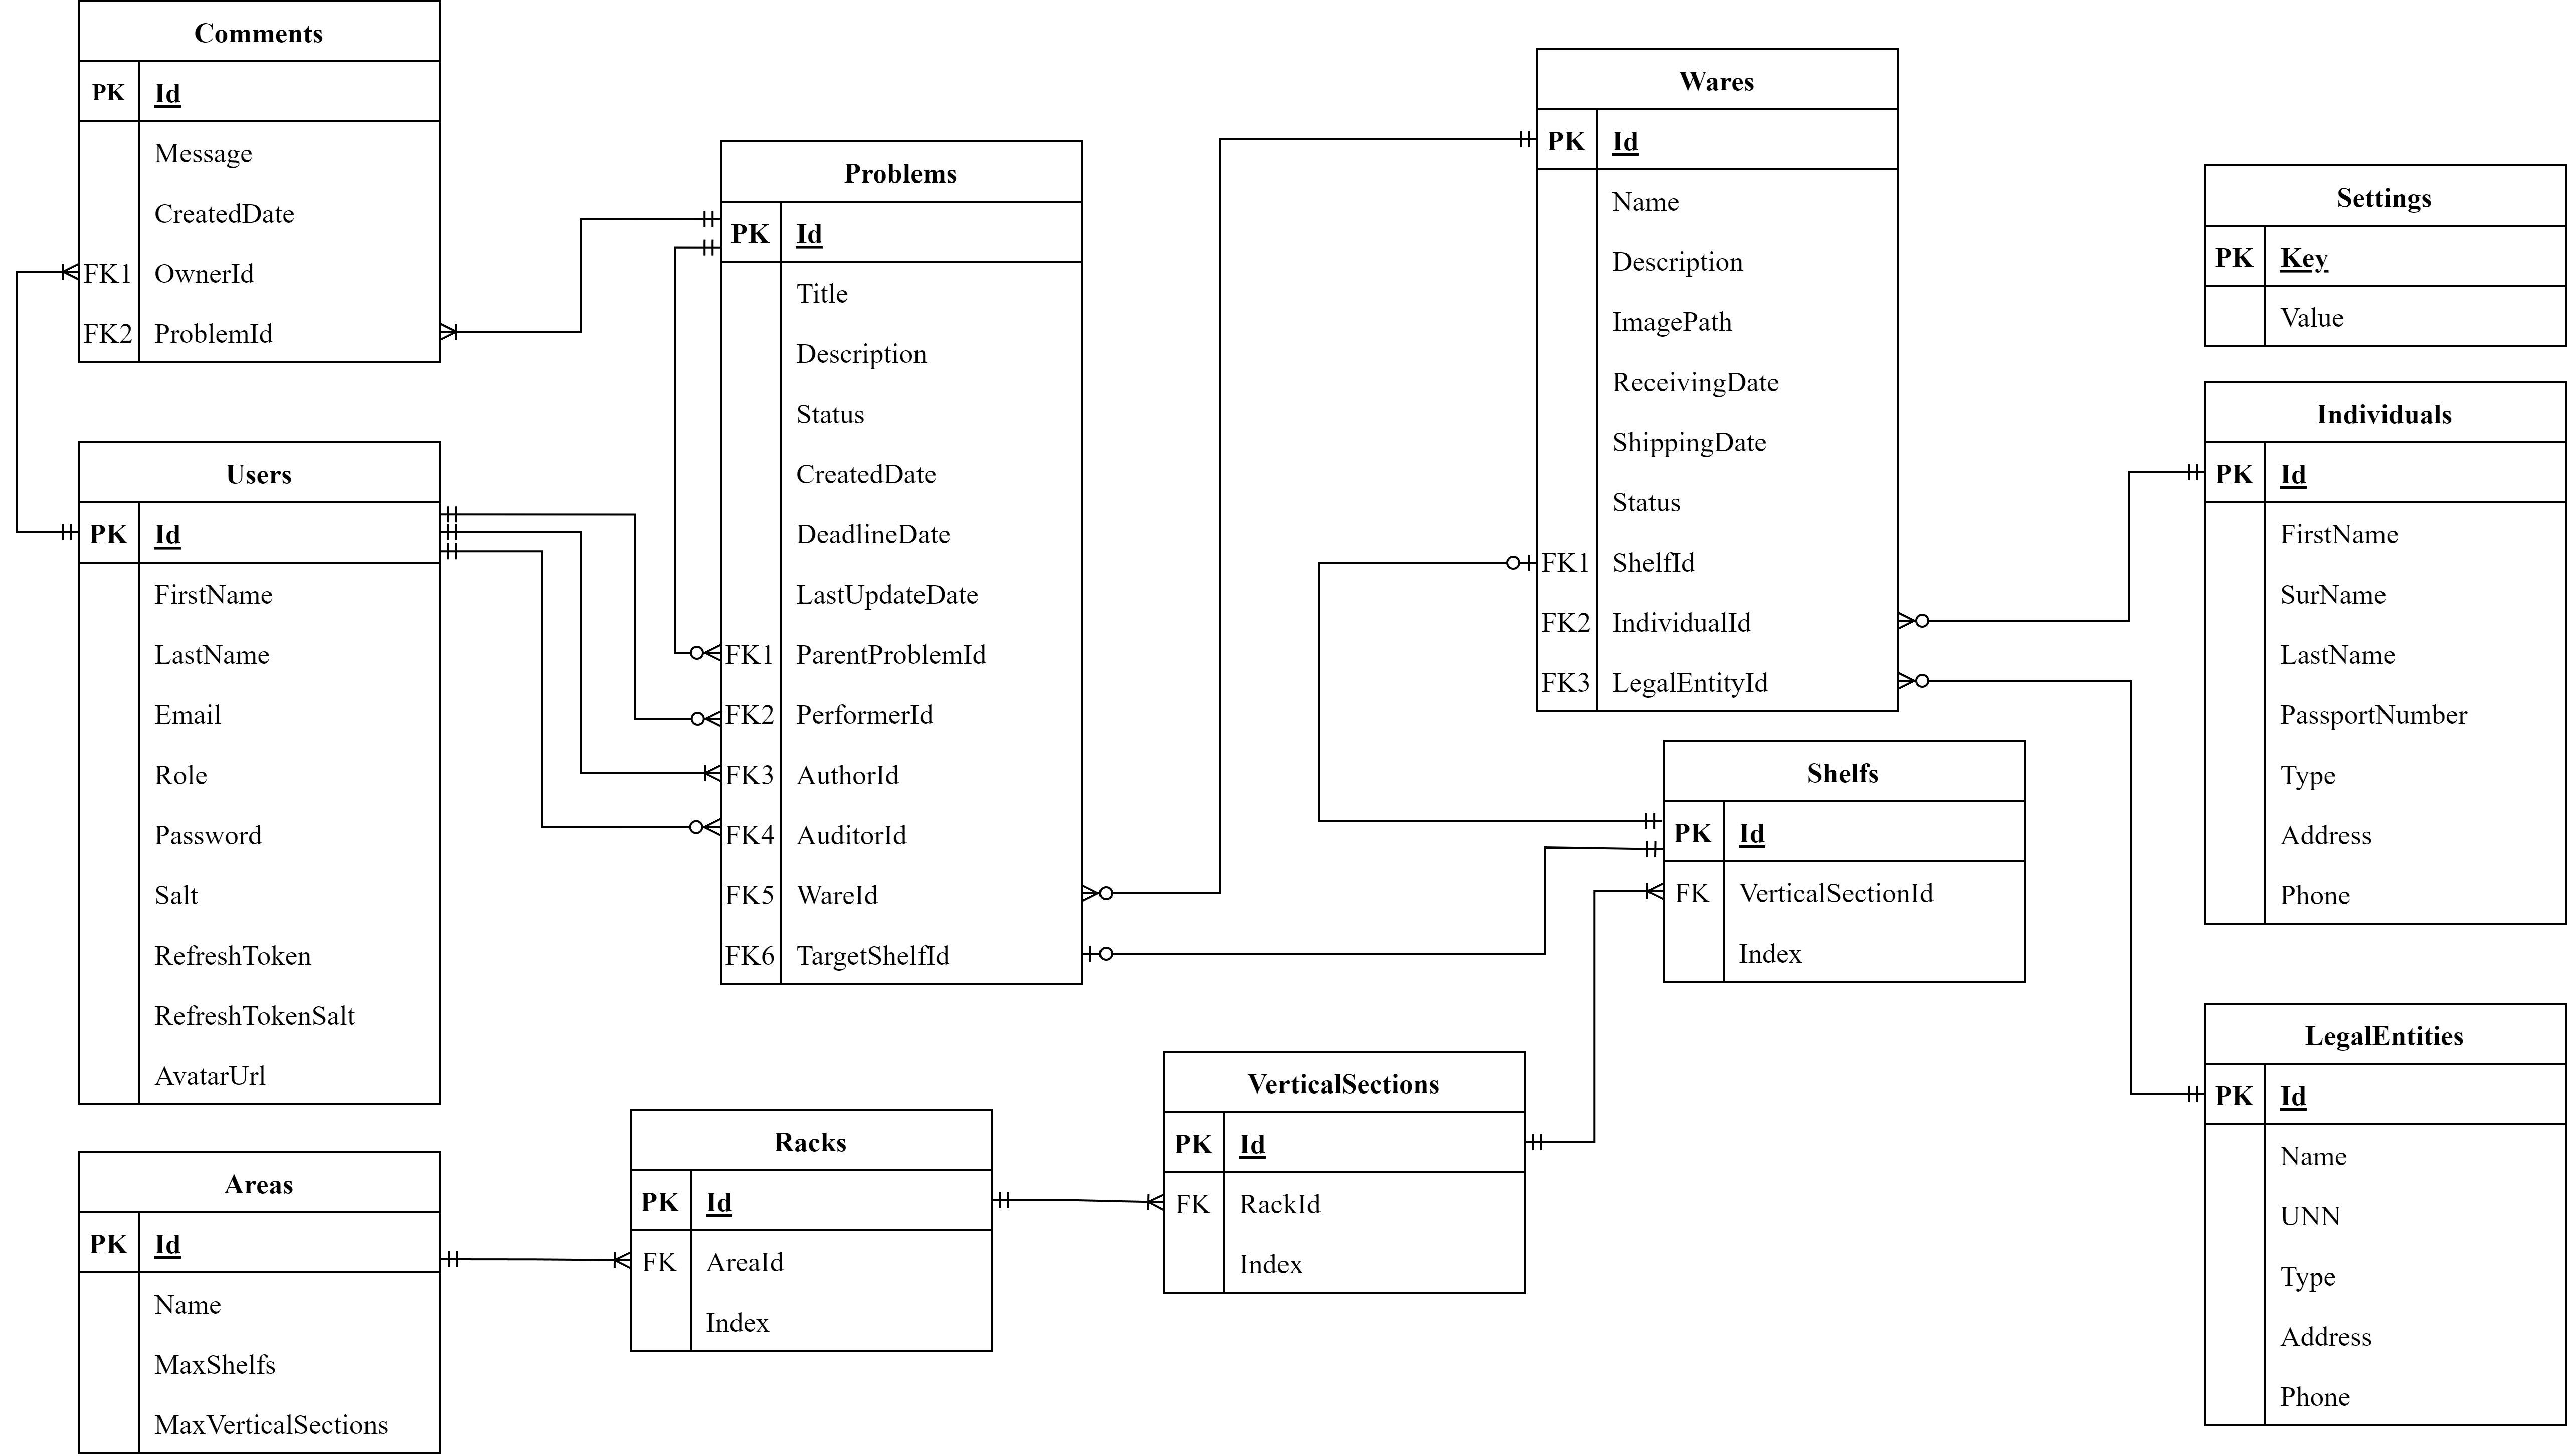 Comments
PK Id
Message
CreatedDate
FK1 OwnerId
FK2 ProblemId
Users
PK Id
FirstName
LastName
Email
Role
Password
Salt
RefreshToken
RefreshTokenSalt
AvatarUrl
Areas
PK Id
Name
MaxShelfs
MaxVerticalSections
Problems
PK Id
Title
Description
Status
CreatedDate
DeadlineDate
LastUpdateDate
FK1 ParentProblemId
FK2 PerformerId
FK3 AuthorId
FK4 AuditorId
FK5 WareId
FK6 TargetShelfId
Racks
PK Id
FK AreaId
Index
VerticalSections
PK Id
FK RackId
Index
Wares
PK Id
Name
Description
ImagePath
ReceivingDate
ShippingDate
Status
FK1 ShelfId
FK2 IndividualId
FK3 LegalEntityId
Shelfs
PK Id
FK VerticalSectionId
Index
Settings
PK Key
Value
Individuals
PK Id
FirstName
SurName
LastName
PassportNumber
Type
Address
Phone
LegalEntities
PK Id
Name
UNN
Type
Address
Phone